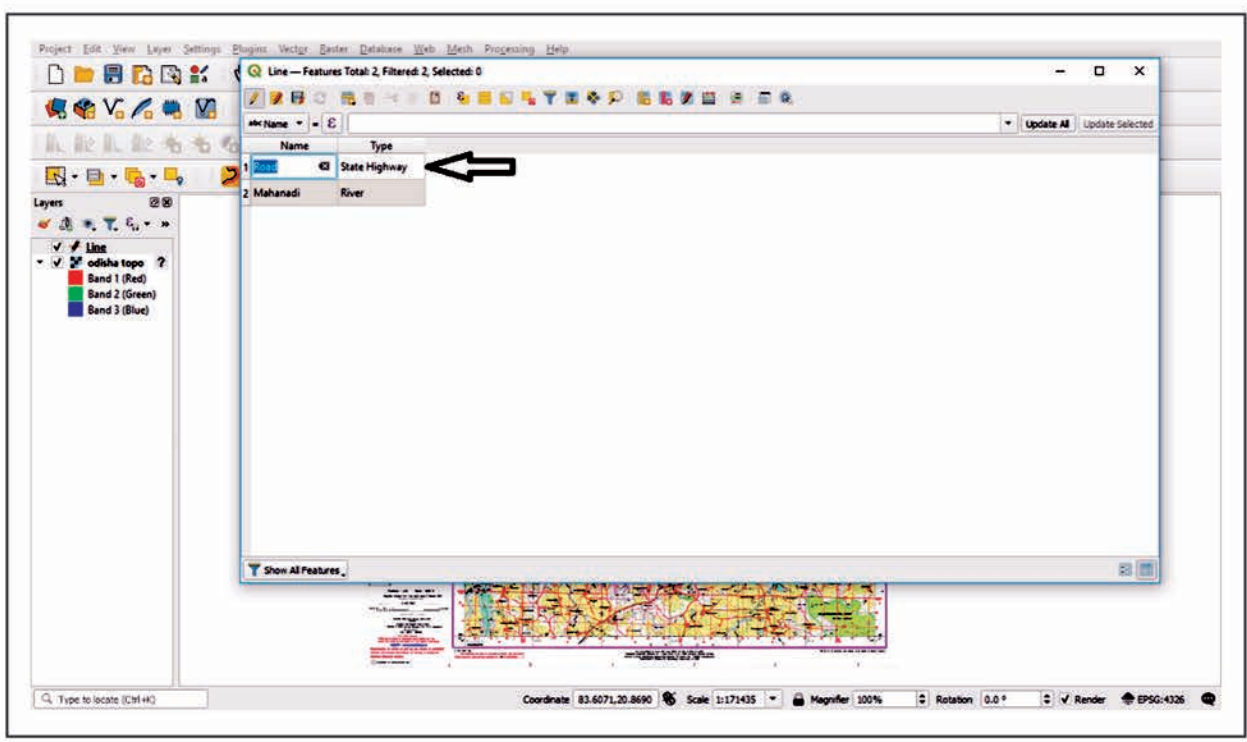 Project Edit View Layer Settings Plugins Vector Raster Database Web Mesh Processing Help
Line — Features Total: 2, Filtered: 2, Selected: 0
abc Name = ε Update All Update Selected
Name Type
1 Road State Highway
2 Mahanadi River
Layers
Line
odisha topo ?
Band 1 (Red)
Band 2 (Green)
Band 3 (Blue)
Show All Features
Type to locate (Ctrl+K) Coordinate 83.6071,20.8690 Scale 1:171435 Magnifier 100% Rotation 0.0 ° Render EPSG:4326